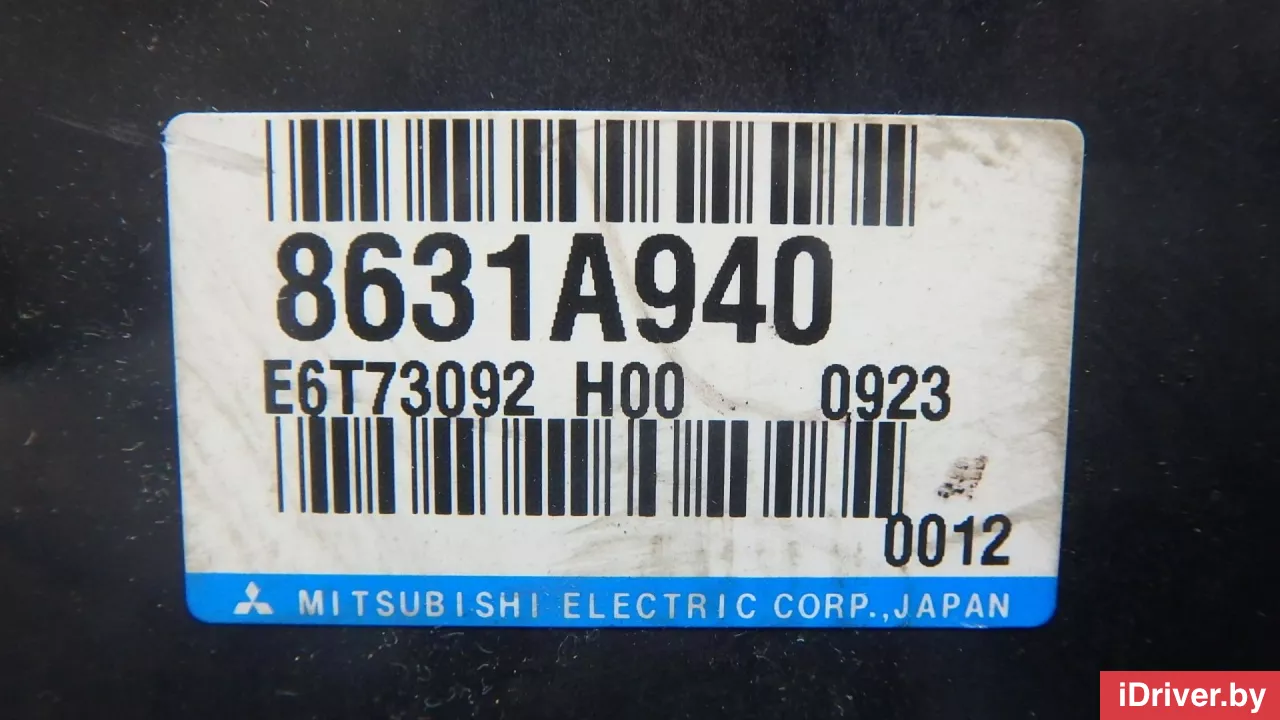 8631A940
E6T73092 H00 0923
0012
MITSUBISHI ELECTRIC CORP.,JAPAN
iDriver.by